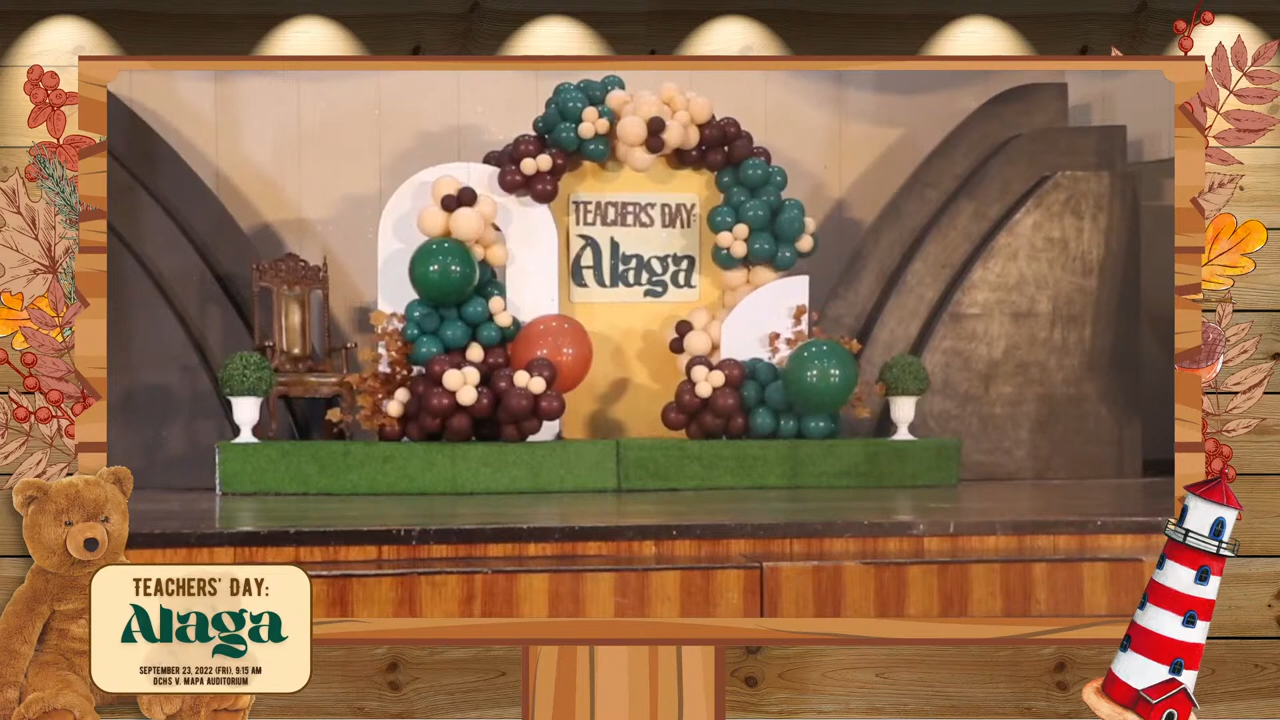 TEACHERS' DAY:
Alaga
TEACHERS' DAY:
Alaga
SEPTEMBER 23, 2022 (FRI), 9:15 AM
DCHS V. MAPA AUDITORIUM